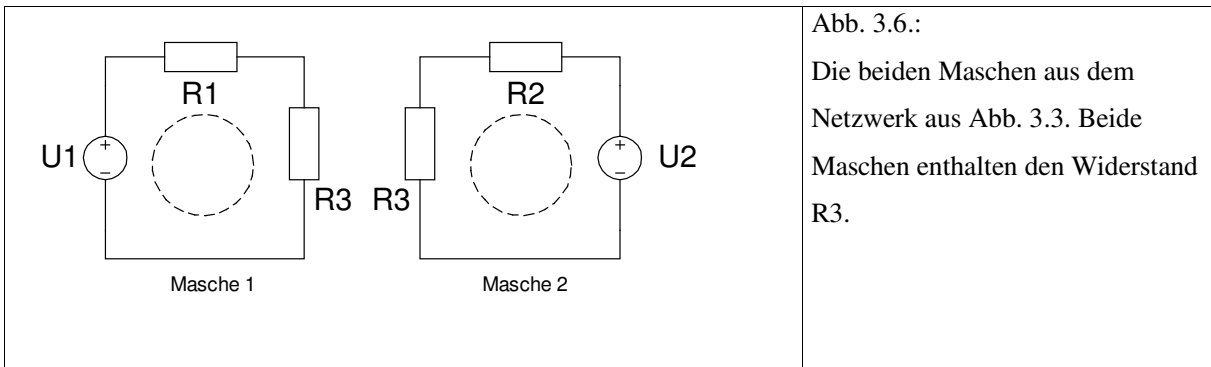 R1
U1
+
−
R3
Masche 1
R2
R3
+
−
U2
Masche 2
Abb. 3.6.:
Die beiden Maschen aus dem
Netzwerk aus Abb. 3.3. Beide
Maschen enthalten den Widerstand
R3.